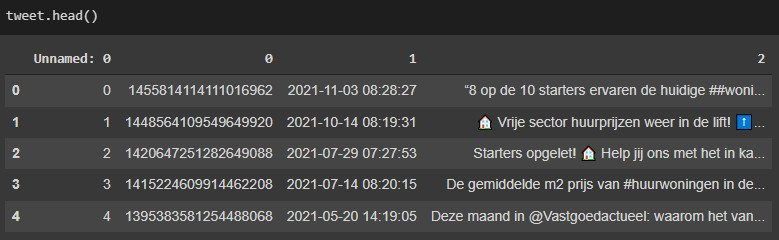 tweet.head()
Unnamed: 0 0 1 2
0 0 1455814114111016962 2021-11-03 08:28:27 “8 op de 10 starters ervaren de huidige ##woni...
1 1 1448564109549649920 2021-10-14 08:19:31 🏠 Vrije sector huurprijzen weer in de lift! ⬆️...
2 2 1420647251282649088 2021-07-29 07:27:53 Starters opgelet! 🏠 Help jij ons met het in ka...
3 3 1415224609914462208 2021-07-14 08:20:15 De gemiddelde m2 prijs van #huurwoningen in de...
4 4 1395383581254488068 2021-05-20 14:19:05 Deze maand in @Vastgoedactueel: waarom het van...